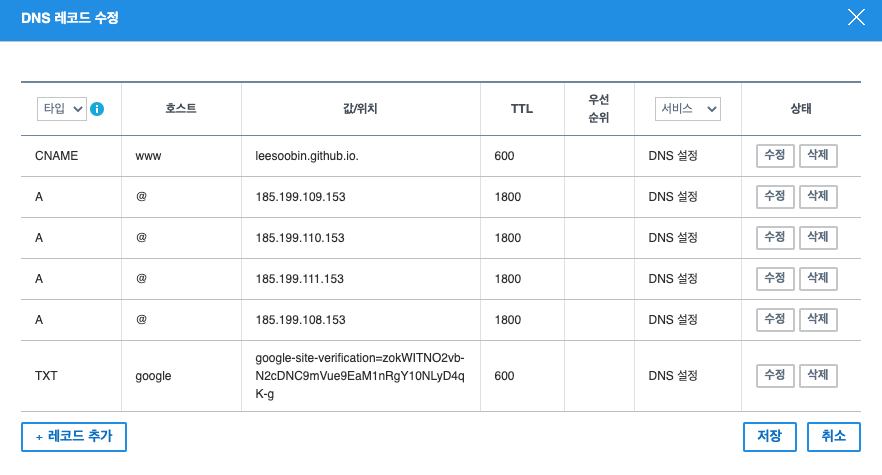 DNS 레코드 수정
타입 호스트 값/위치 TTL 우선 순위 서비스 상태
CNAME www leesoobin.github.io. 600 DNS 설정 수정 삭제
A @ 185.199.109.153 1800 DNS 설정 수정 삭제
A @ 185.199.110.153 1800 DNS 설정 수정 삭제
A @ 185.199.111.153 1800 DNS 설정 수정 삭제
A @ 185.199.108.153 1800 DNS 설정 수정 삭제
google-site-verification=zokWITNO2vb-
TXT google N2cDNC9mVue9EaM1nRgY10NLyD4q 600 DNS 설정 수정 삭제
K-g
+ 레코드 추가 저장 취소